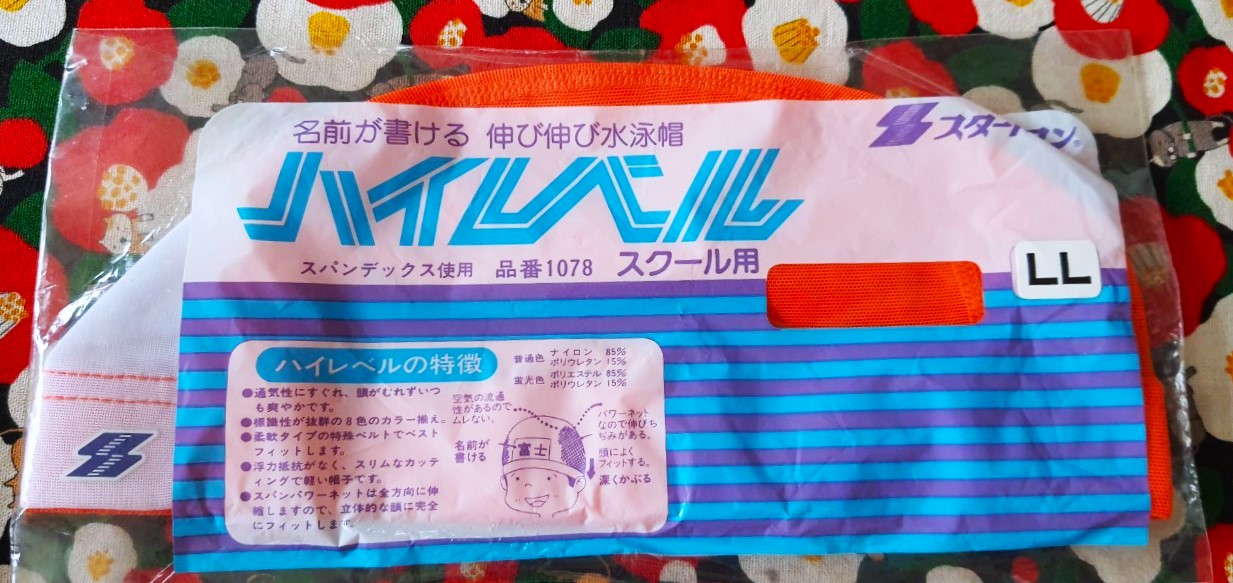 名前が書ける 伸び伸び水泳帽
スターロン®
ハイレベル
スパンデックス使用 品番1078 スクール用
LL
ハイレベルの特徴
●通気性にすぐれ、頭がむれずいつ
も爽やかです。
●標識性が抜群の8色のカラー揃え。
●柔軟タイプの特殊ベルトでベスト
フィットします。
●浮力抵抗がなく、スリムなカッテ
ィングで軽い帽子です。
●スパンパワーネットは全方向に伸
縮しますので、立体的な頭に完全
にフィットします。
普通色 ナイロン 85%
ポリウレタン 15%
蛍光色 ポリエステル 85%
ポリウレタン 15%
空気の流通
性があるので
ムレない。
パワーネット
なので伸びち
ぢみがある。
名前が
書ける
富士
頭によく
フィットする。
深くかぶる